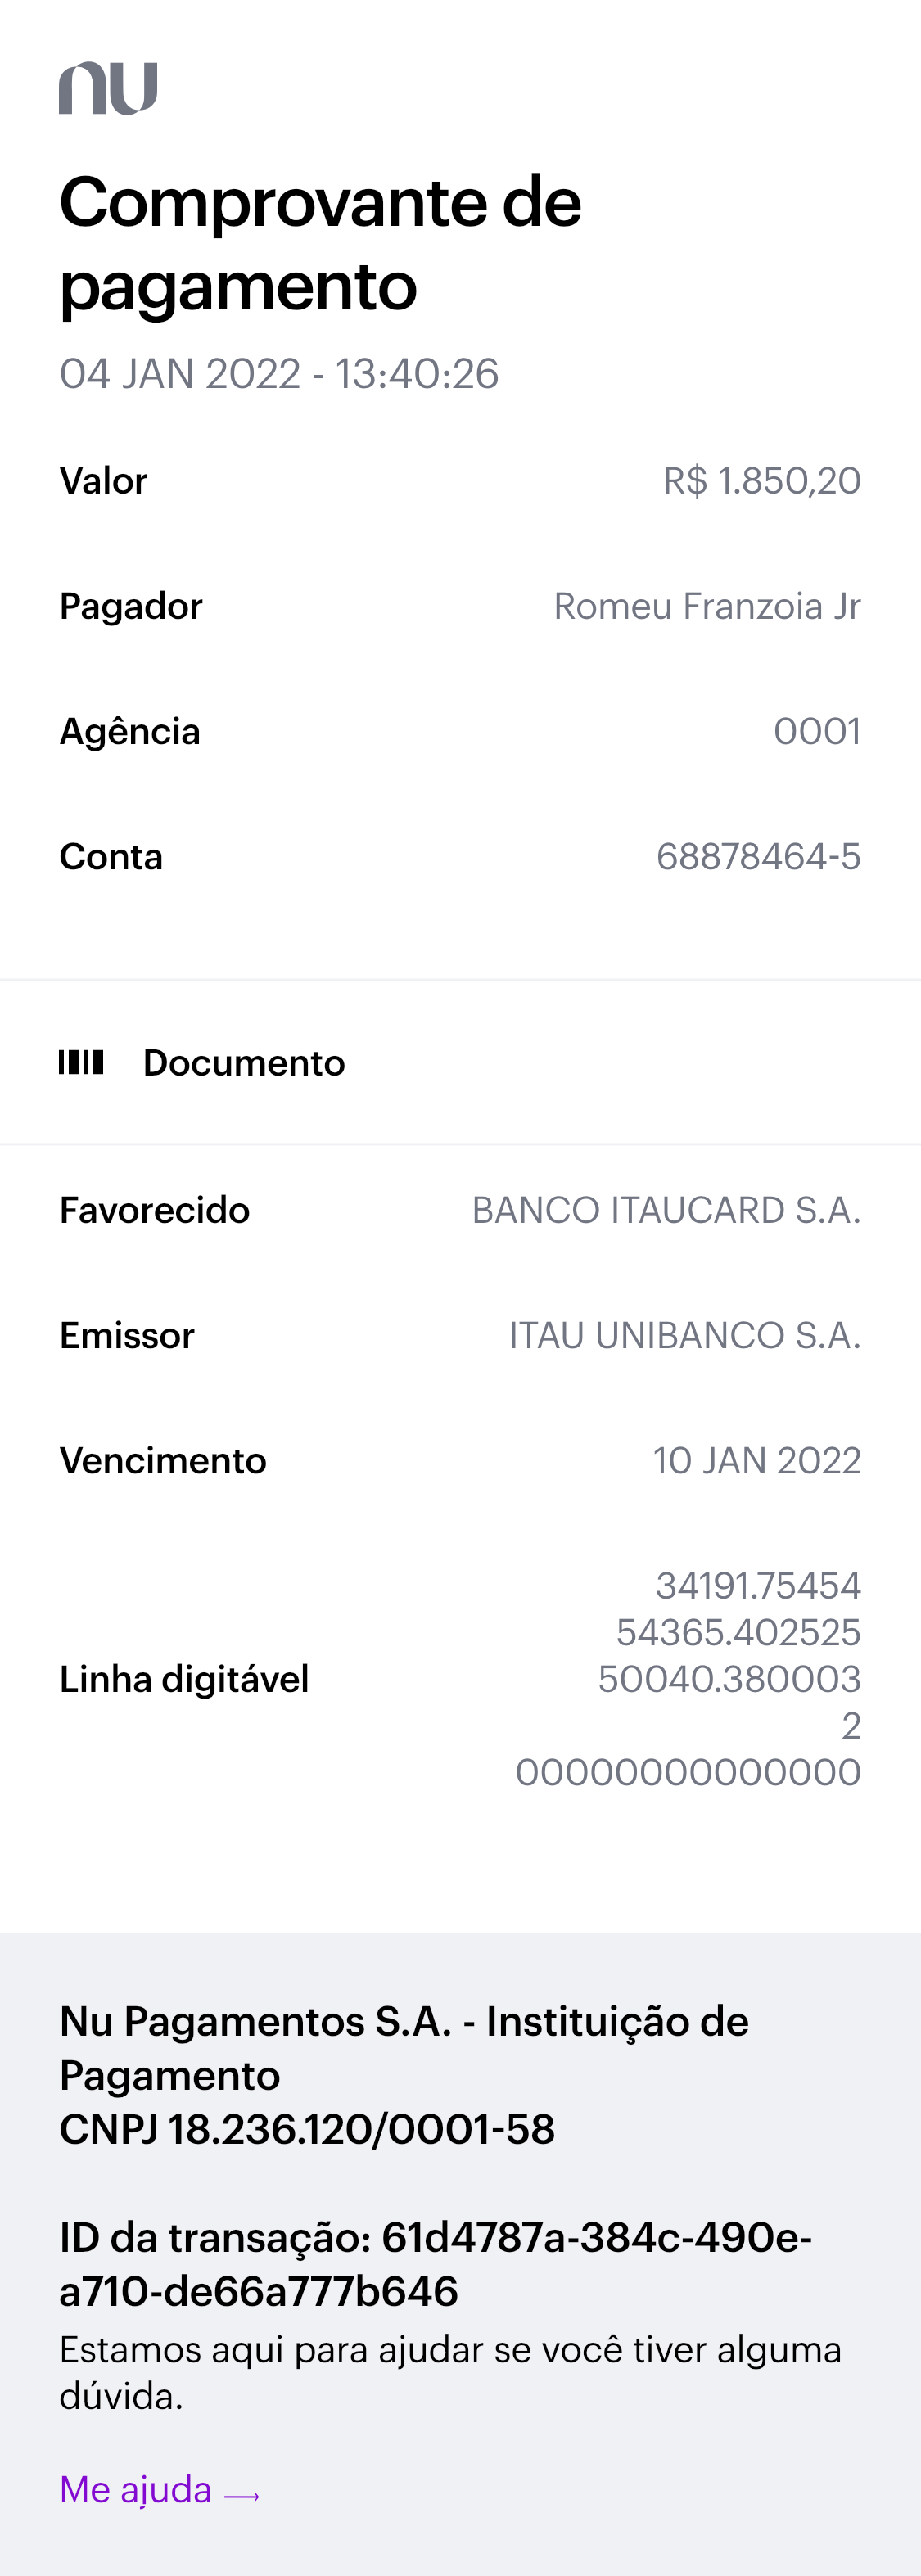 nu
Comprovante de
pagamento
04 JAN 2022 - 13:40:26
Valor R$ 1.850,20
Pagador Romeu Franzoia Jr
Agência 0001
Conta 68878464-5
Documento
Favorecido BANCO ITAUCARD S.A.
Emissor ITAU UNIBANCO S.A.
Vencimento 10 JAN 2022
34191.75454
54365.402525
Linha digitável 50040.380003
2
00000000000000
Nu Pagamentos S.A. - Instituição de
Pagamento
CNPJ 18.236.120/0001-58
ID da transação: 61d4787a-384c-490e-
a710-de66a777b646
Estamos aqui para ajudar se você tiver alguma
dúvida.
Me ajuda →